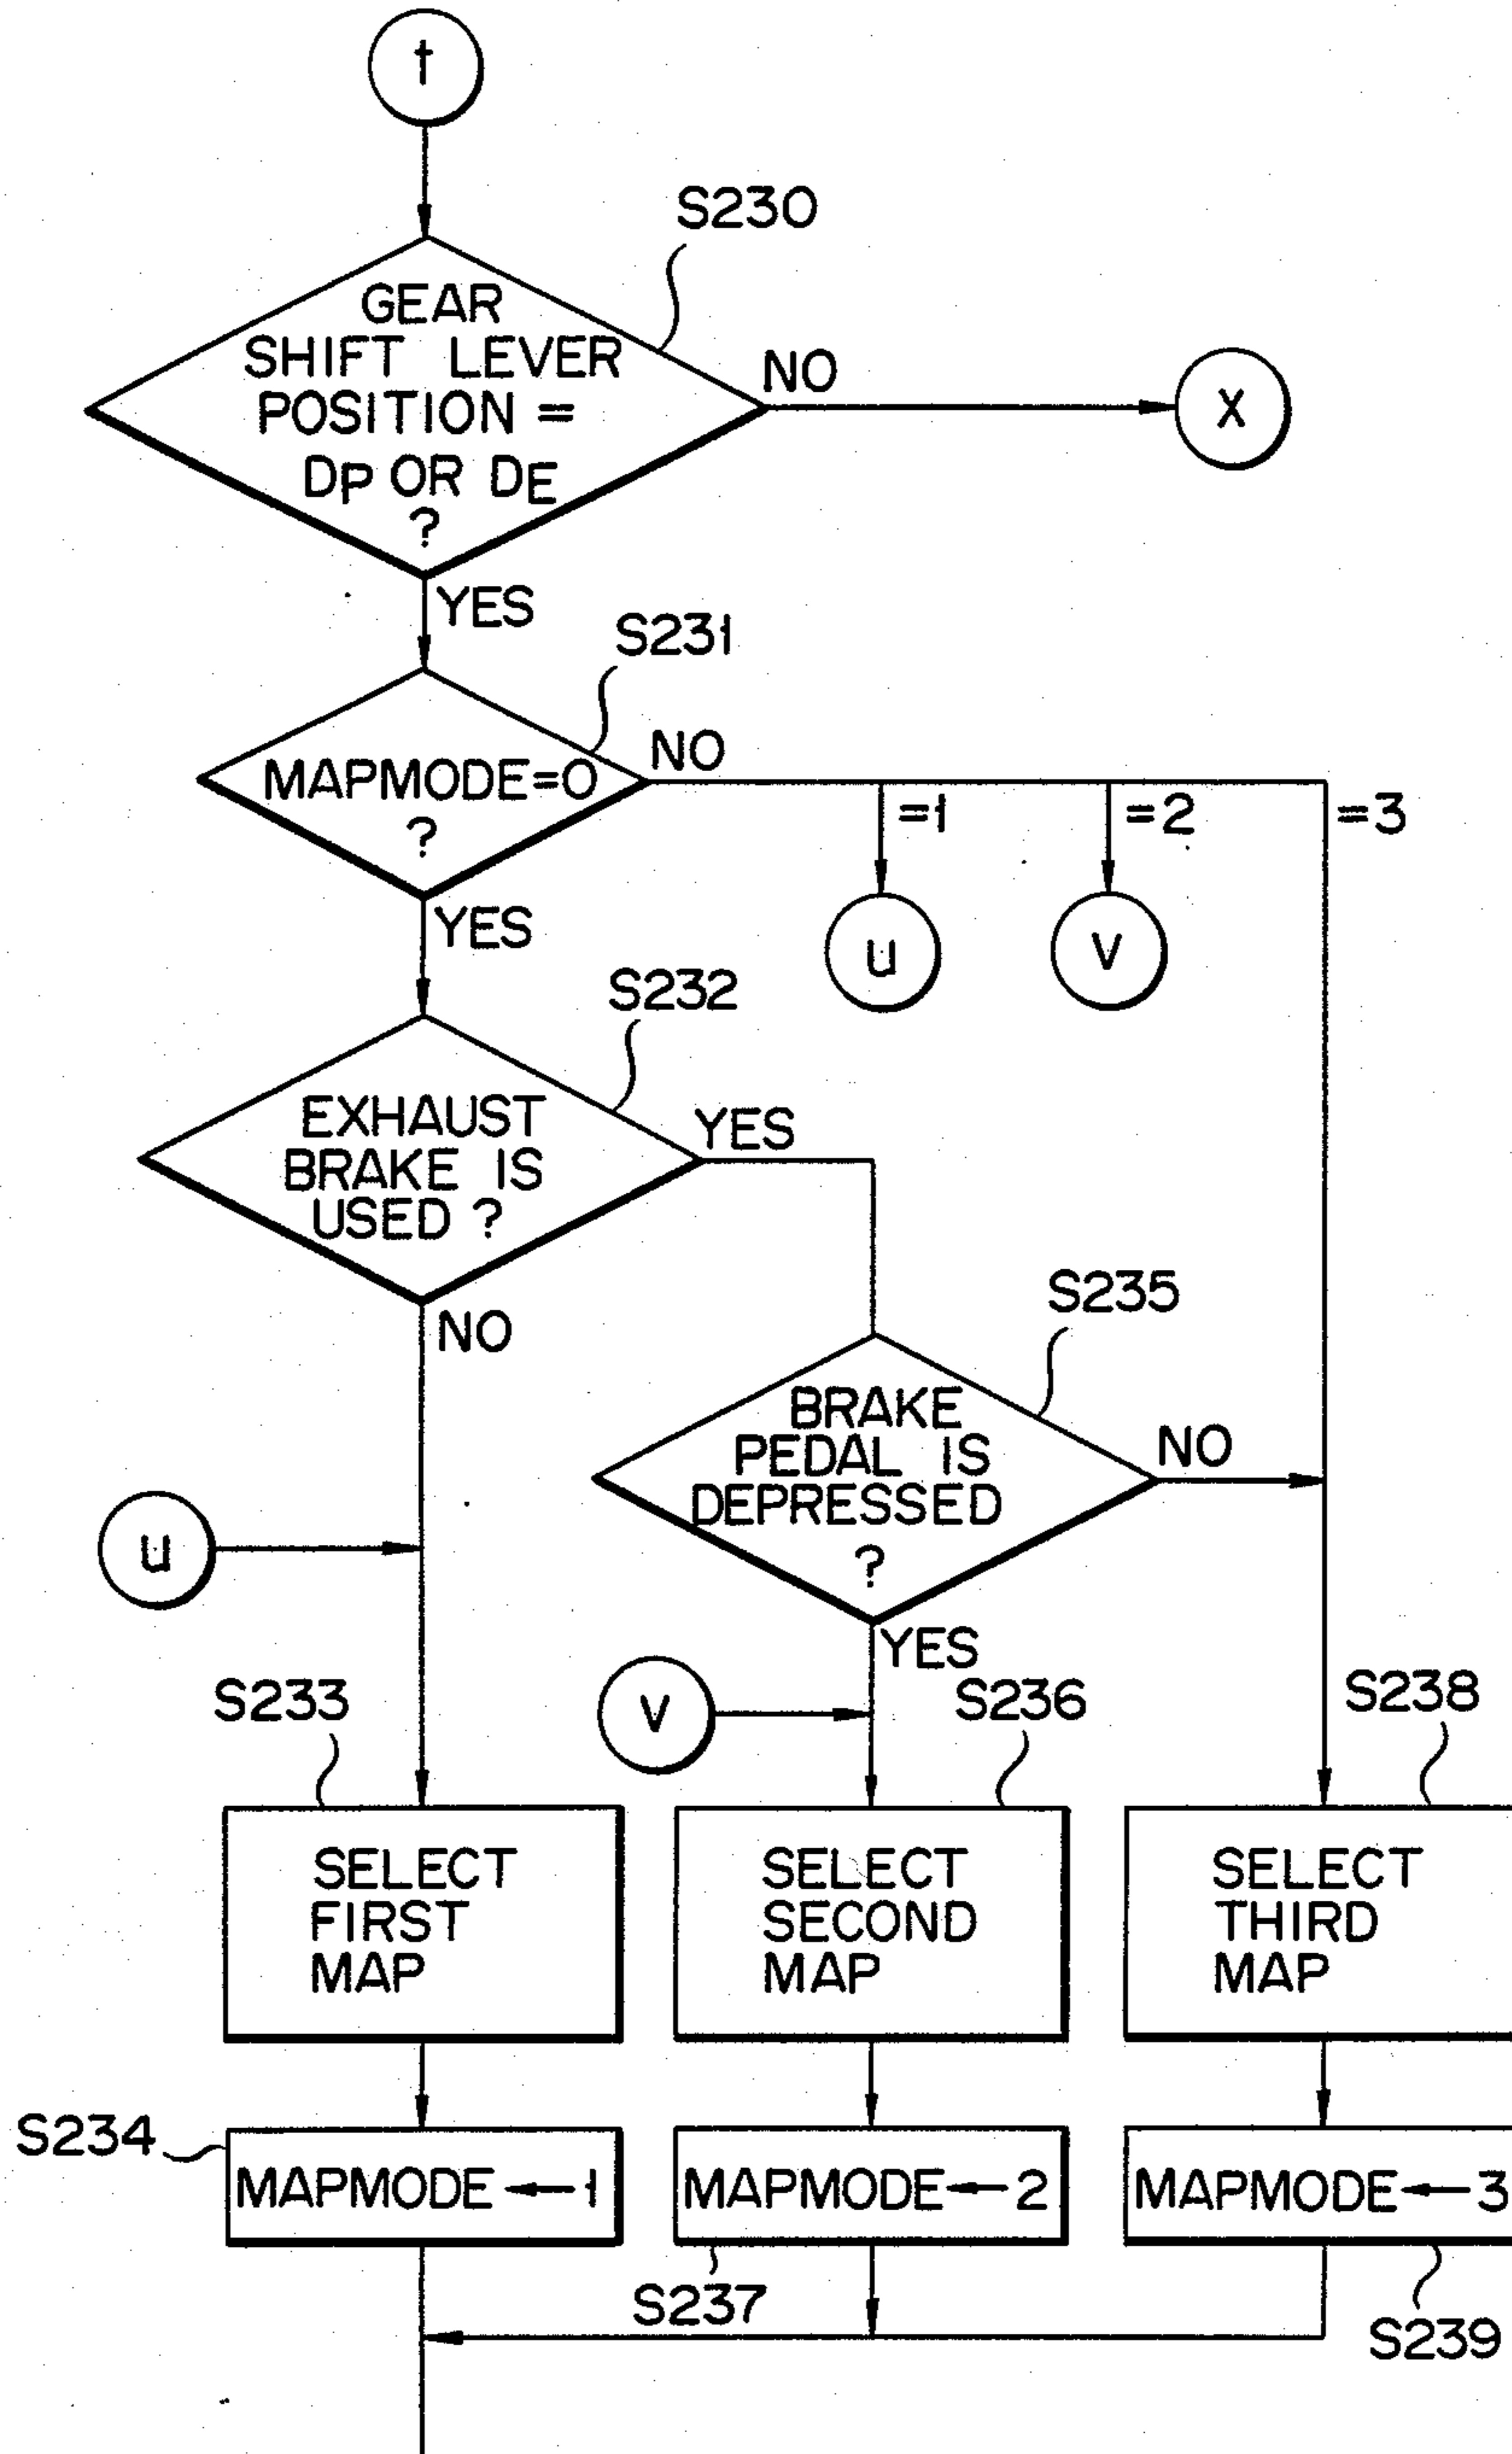 t
S230
GEAR
SHIFT LEVER
POSITION =
DP OR DE
?
NO
X
YES
S231
MAPMODE=0
?
NO
=1
=2
=3
u
v
YES
S232
EXHAUST
BRAKE IS
USED ?
YES
NO
S235
BRAKE
PEDAL IS
DEPRESSED
?
NO
YES
u
v
S233
S236
S238
SELECT
FIRST
MAP
SELECT
SECOND
MAP
SELECT
THIRD
MAP
S234
MAPMODE ← 1
MAPMODE ← 2
MAPMODE ← 3
S237
S239